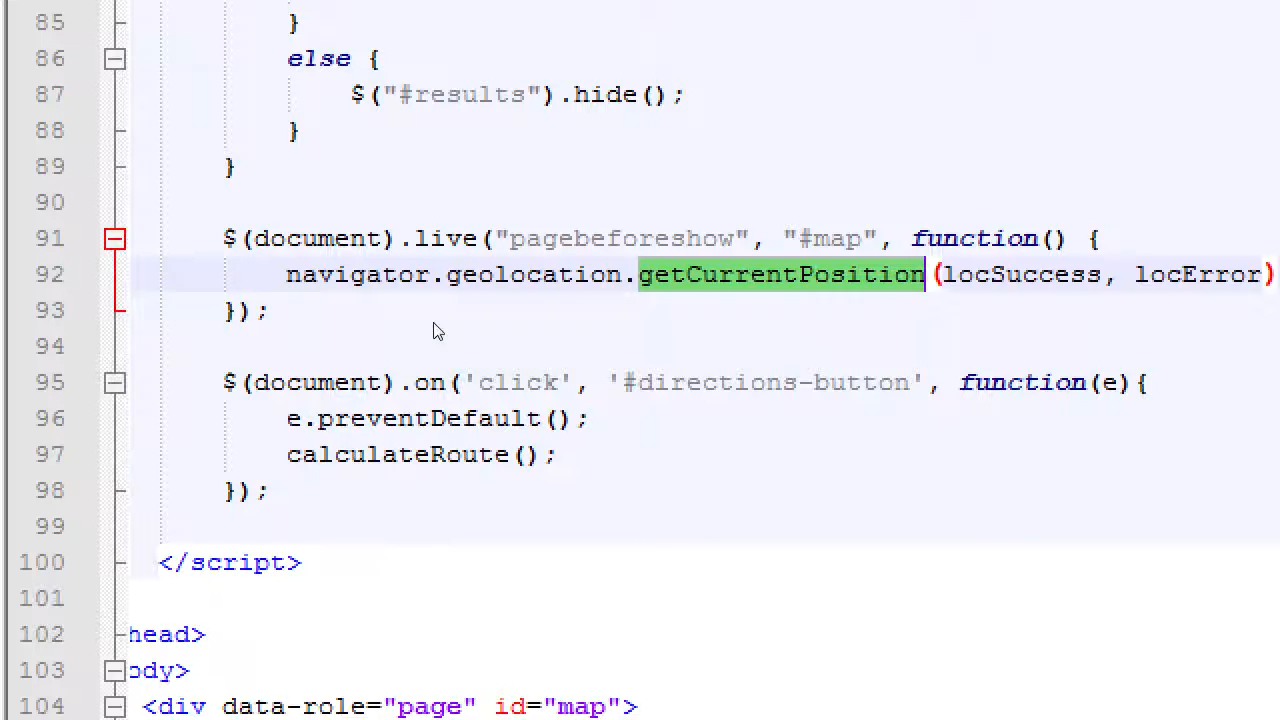 85 }
86 else {
87 $("#results").hide();
88 }
89 }
90
91 $(document).live("pagebeforeshow", "#map", function() {
92 navigator.geolocation.getCurrentPosition(locSuccess, locError)
93 });
94
95 $(document).on('click', '#directions-button', function(e){
96 e.preventDefault();
97 calculateRoute();
98 });
99
100 </script>
101
102 head>
103 ody>
104 <div data-role="page" id="map">